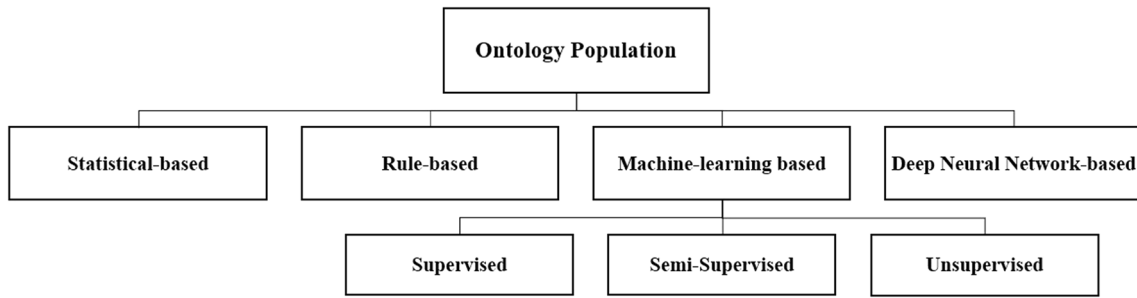 Ontology Population
Statistical-based
Rule-based
Machine-learning based
Deep Neural Network-based
Supervised
Semi-Supervised
Unsupervised